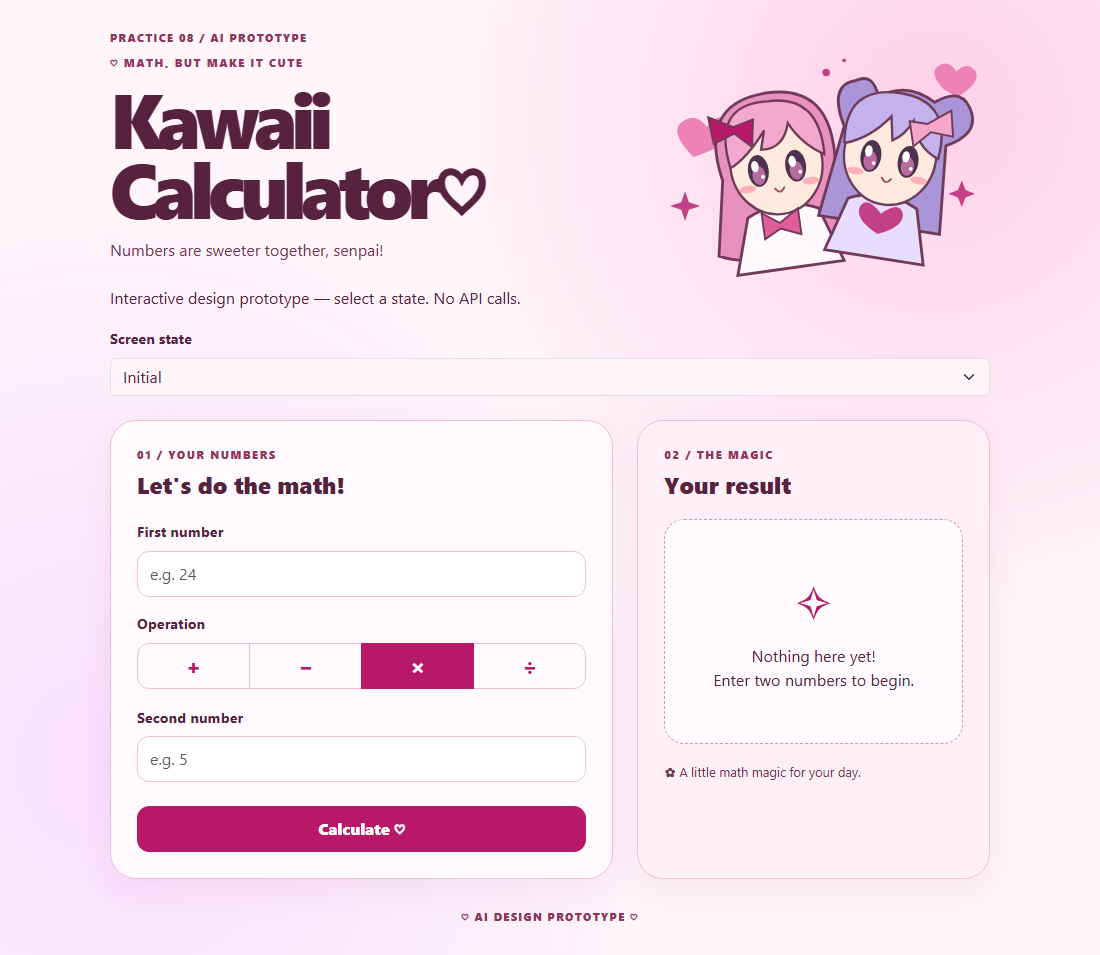 PRACTICE 08 / AI PROTOTYPE
♡ MATH, BUT MAKE IT CUTE
Kawaii
Calculator♡
Numbers are sweeter together, senpai!
Interactive design prototype — select a state. No API calls.
Screen state
Initial
01 / YOUR NUMBERS
Let's do the math!
First number
e.g. 24
Operation
+ − × ÷
Second number
e.g. 5
Calculate ♡
02 / THE MAGIC
Your result
Nothing here yet!
Enter two numbers to begin.
✿ A little math magic for your day.
♡ AI DESIGN PROTOTYPE ♡